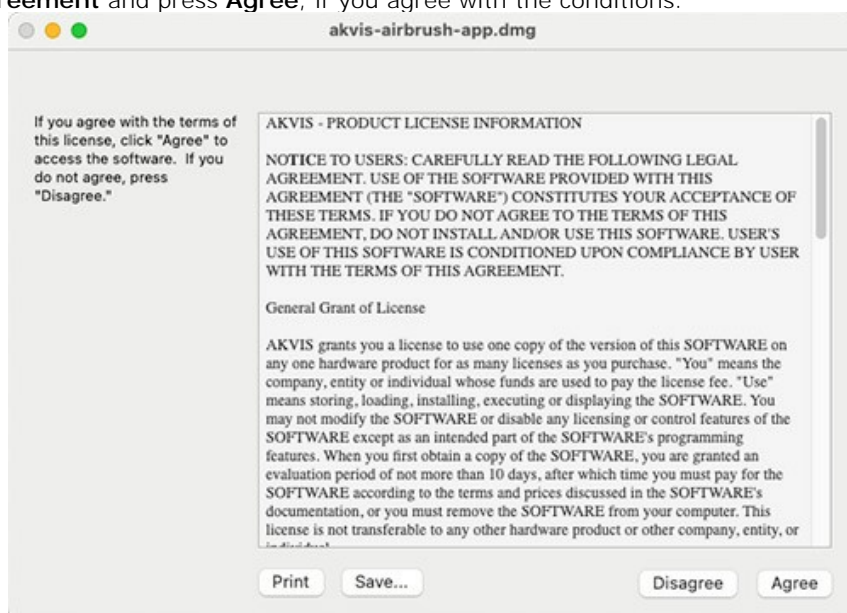 reement and press Agree, if you agree with the conditions.
akvis-airbrush-app.dmg
If you agree with the terms of
this license, click "Agree" to
access the software. If you
do not agree, press
"Disagree."
AKVIS - PRODUCT LICENSE INFORMATION
NOTICE TO USERS: CAREFULLY READ THE FOLLOWING LEGAL
AGREEMENT. USE OF THE SOFTWARE PROVIDED WITH THIS
AGREEMENT (THE "SOFTWARE") CONSTITUTES YOUR ACCEPTANCE OF
THESE TERMS. IF YOU DO NOT AGREE TO THE TERMS OF THIS
AGREEMENT, DO NOT INSTALL AND/OR USE THIS SOFTWARE. USER'S
USE OF THIS SOFTWARE IS CONDITIONED UPON COMPLIANCE BY USER
WITH THE TERMS OF THIS AGREEMENT.
General Grant of License
AKVIS grants you a license to use one copy of the version of this SOFTWARE on
any one hardware product for as many licenses as you purchase. "You" means the
company, entity or individual whose funds are used to pay the license fee. "Use"
means storing, loading, installing, executing or displaying the SOFTWARE. You
may not modify the SOFTWARE or disable any licensing or control features of the
SOFTWARE except as an intended part of the SOFTWARE's programming
features. When you first obtain a copy of the SOFTWARE, you are granted an
evaluation period of not more than 10 days, after which time you must pay for the
SOFTWARE according to the terms and prices discussed in the SOFTWARE's
documentation, or you must remove the SOFTWARE from your computer. This
license is not transferable to any other hardware product or other company, entity, or
Print Save... Disagree Agree